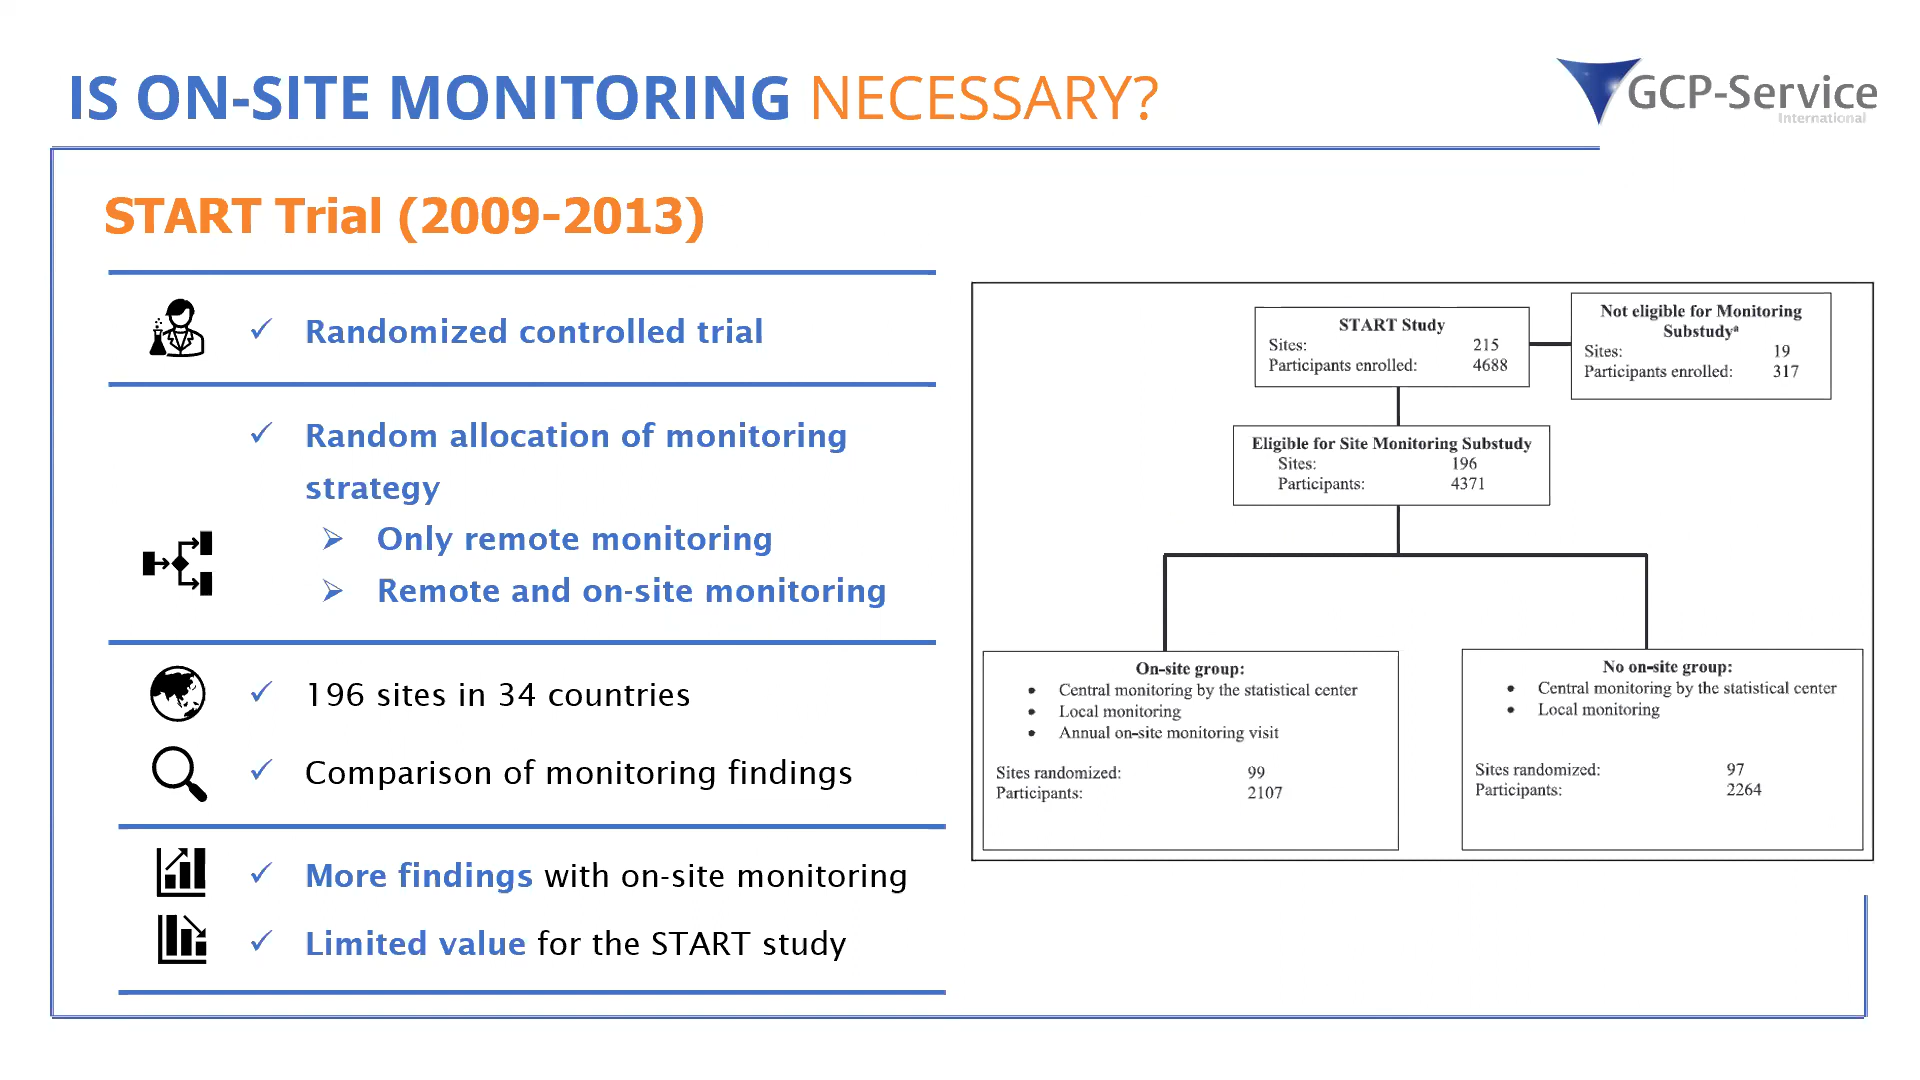 IS ON-SITE MONITORING NECESSARY?
GCP-Service
International
START Trial (2009-2013)
✓ Randomized controlled trial
✓ Random allocation of monitoring
strategy
➢ Only remote monitoring
➢ Remote and on-site monitoring
✓ 196 sites in 34 countries
✓ Comparison of monitoring findings
✓ More findings with on-site monitoring
✓ Limited value for the START study
START Study
Sites: 215
Participants enrolled: 4688
Not eligible for Monitoring
Substudyᵃ
Sites: 19
Participants enrolled: 317
Eligible for Site Monitoring Substudy
Sites: 196
Participants: 4371
On-site group:
• Central monitoring by the statistical center
• Local monitoring
• Annual on-site monitoring visit
Sites randomized: 99
Participants: 2107
No on-site group:
• Central monitoring by the statistical center
• Local monitoring
Sites randomized: 97
Participants: 2264